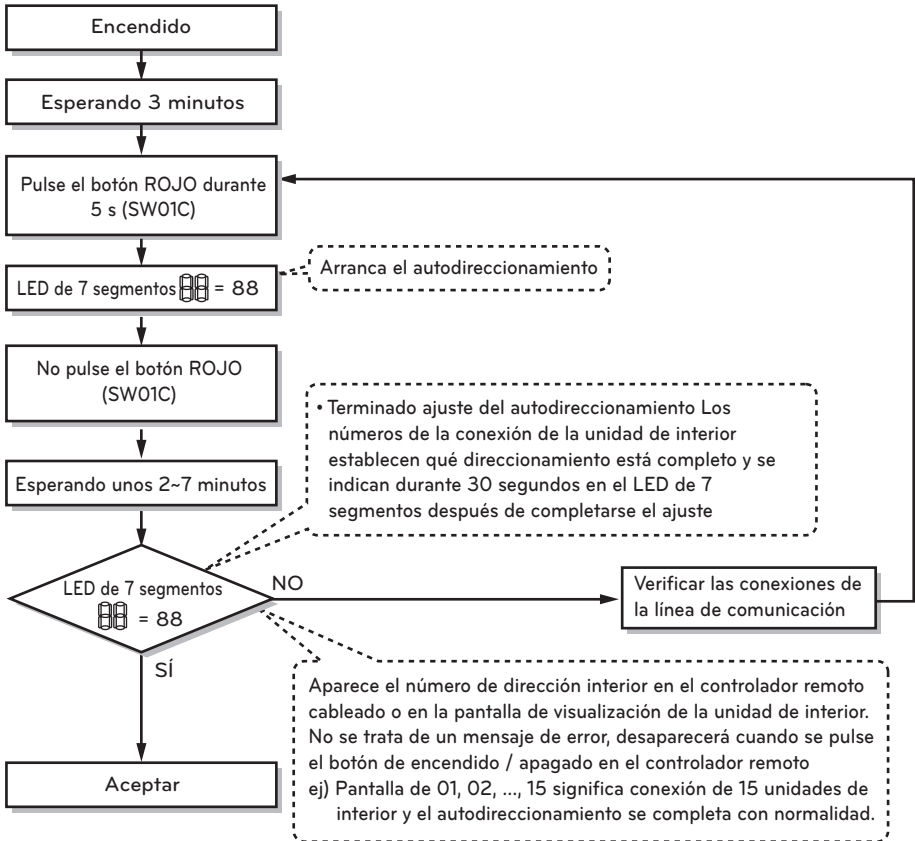 Encendido
Esperando 3 minutos
Pulse el botón ROJO durante
5 s (SW01C)
LED de 7 segmentos 88 = 88
Arranca el autodireccionamiento
No pulse el botón ROJO
(SW01C)
Esperando unos 2~7 minutos
• Terminado ajuste del autodireccionamiento Los
números de la conexión de la unidad de interior
establecen qué direccionamiento está completo y se
indican durante 30 segundos en el LED de 7
segmentos después de completarse el ajuste
LED de 7 segmentos
88 = 88
NO
Verificar las conexiones de
la línea de comunicación
SÍ
Aparece el número de dirección interior en el controlador remoto
cableado o en la pantalla de visualización de la unidad de interior.
No se trata de un mensaje de error, desaparecerá cuando se pulse
el botón de encendido / apagado en el controlador remoto
ej) Pantalla de 01, 02, ..., 15 significa conexión de 15 unidades de
interior y el autodireccionamiento se completa con normalidad.
Aceptar